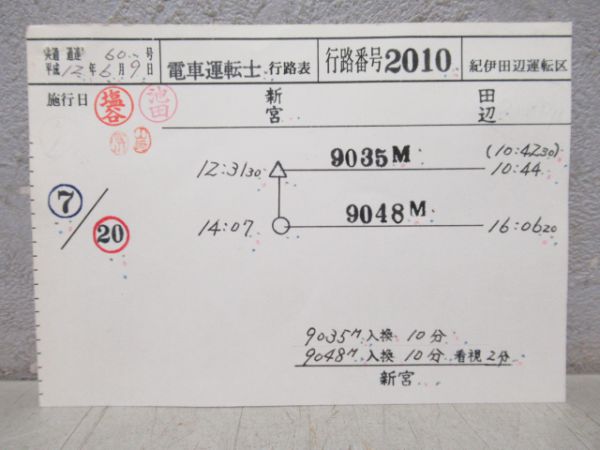 達 60 号
平成 12 年 6月 9日
電車運転士 行路表
行路番号 2010
紀伊田辺運転区
施行日
塩谷
池田
新宮
田辺
9035M
(10:42 30)
12:31 30
10:44
⑦／⑳
9048M
14:07
16:06 20
9035M 入換 10分
9048M 入換 10分 看視 2分
新宮